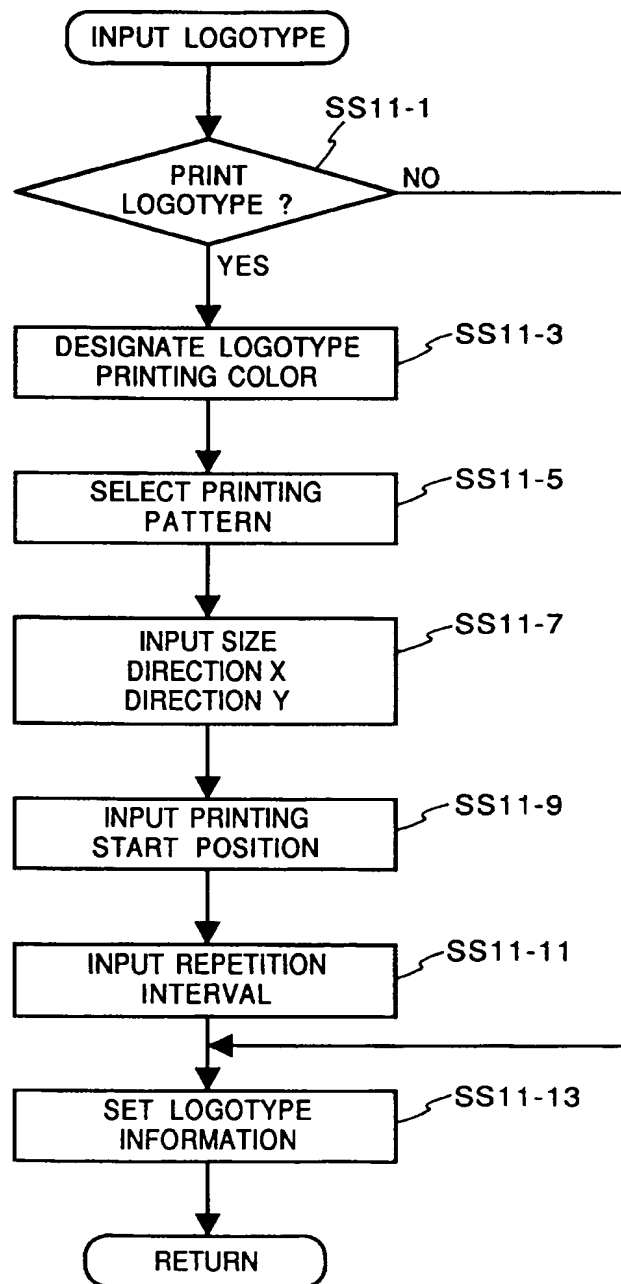 INPUT LOGOTYPE
SS11-1
PRINT
LOGOTYPE ?
NO
YES
DESIGNATE LOGOTYPE
PRINTING COLOR
SS11-3
SELECT PRINTING
PATTERN
SS11-5
INPUT SIZE
DIRECTION X
DIRECTION Y
SS11-7
INPUT PRINTING
START POSITION
SS11-9
INPUT REPETITION
INTERVAL
SS11-11
SET LOGOTYPE
INFORMATION
SS11-13
RETURN